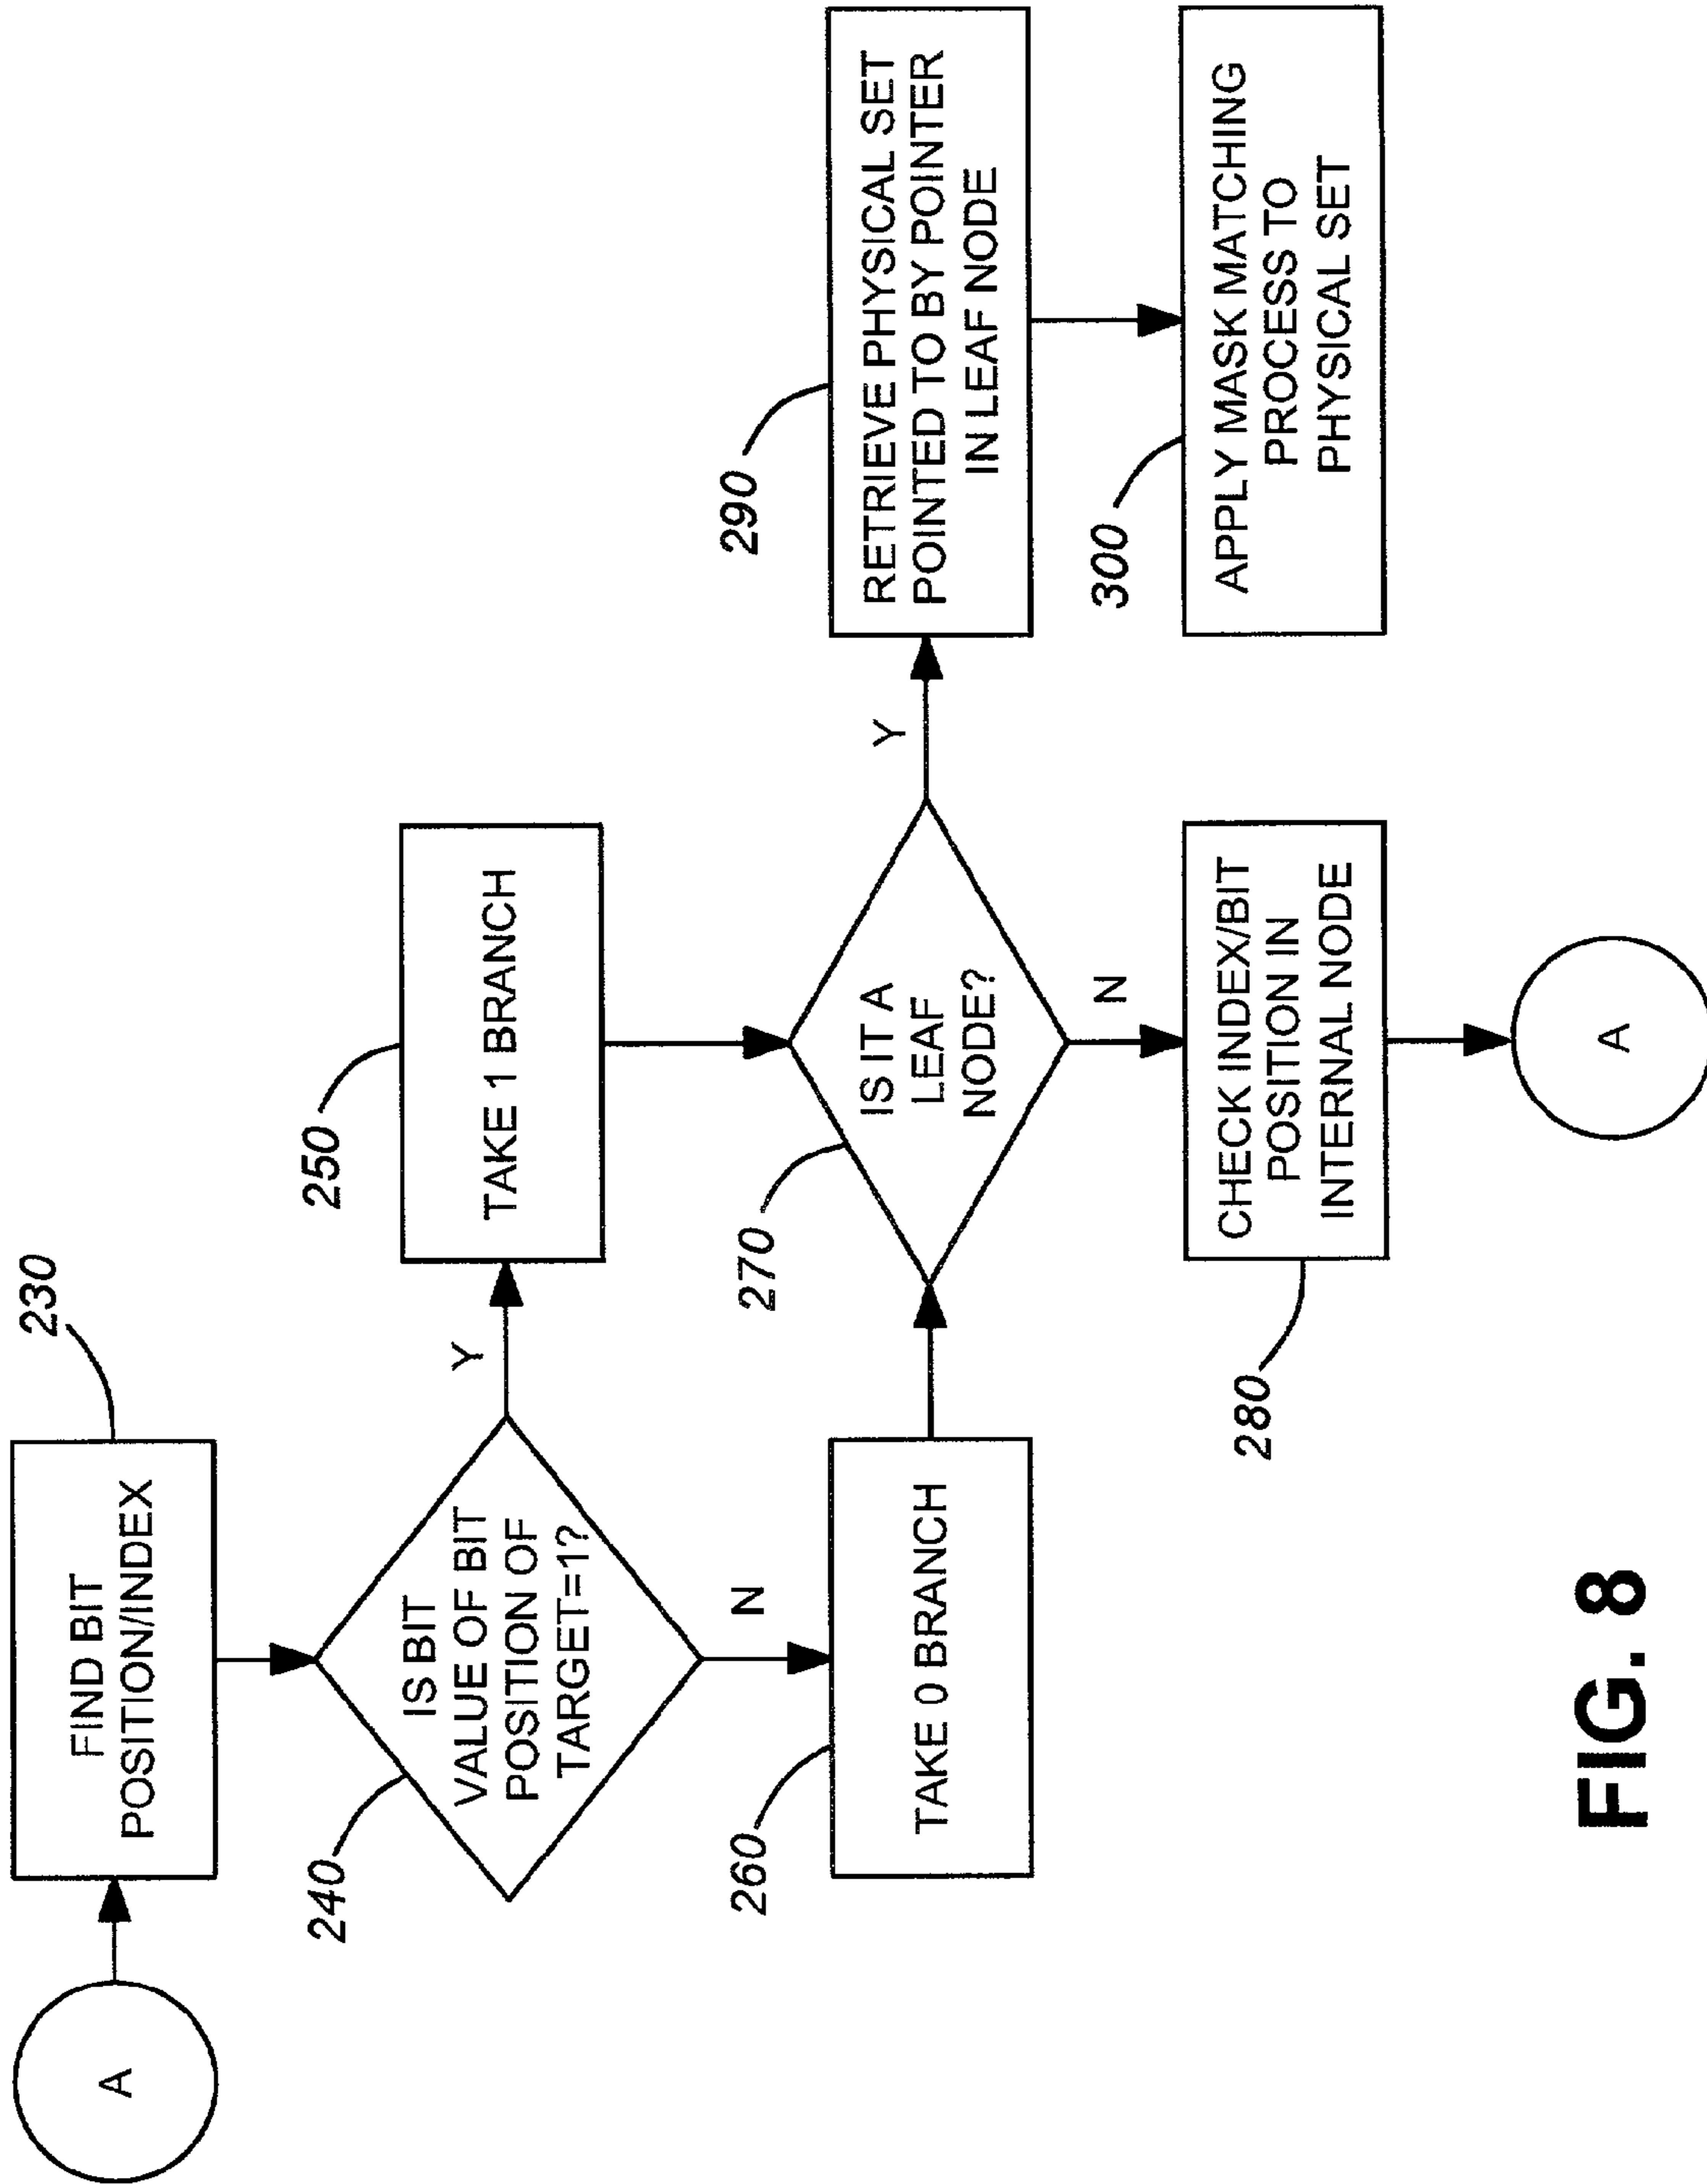 A
230
FIND BIT
POSITION/INDEX
240
IS BIT
VALUE OF BIT
POSITION OF
TARGET=1?
Y
N
250
TAKE 1 BRANCH
260
TAKE 0 BRANCH
270
IS IT A
LEAF
NODE?
Y
N
280
CHECK INDEX/BIT
POSITION IN
INTERNAL NODE
A
290
RETRIEVE PHYSICAL SET
POINTED TO BY POINTER
IN LEAF NODE
300
APPLY MASK MATCHING
PROCESS TO
PHYSICAL SET
FIG. 8